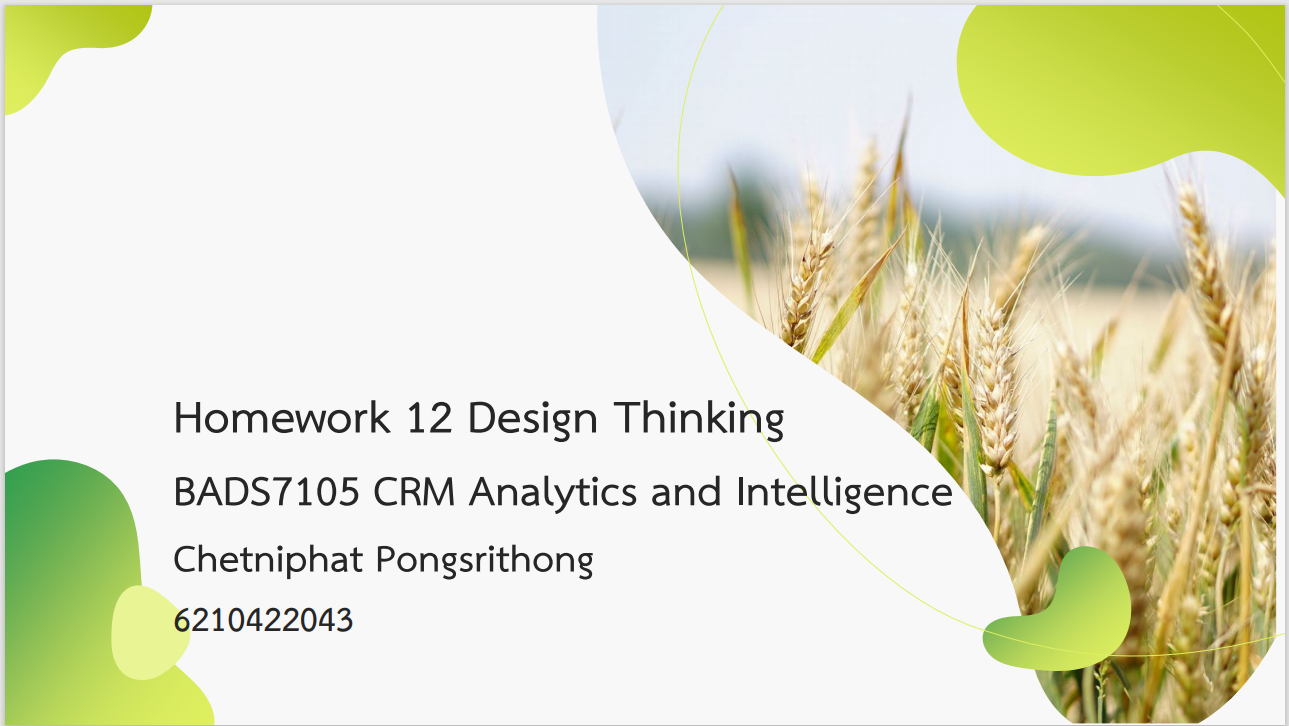 Homework 12 Design Thinking
BADS7105 CRM Analytics and Intelligence
Chetniphat Pongsrithong
6210422043